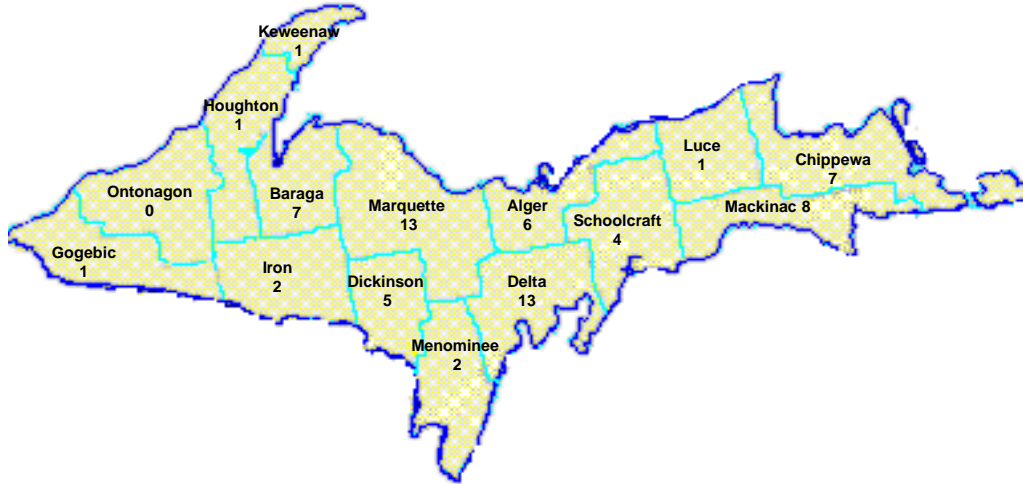 Keweenaw
1
Houghton
1
Luce
1
Chippewa
7
Ontonagon
0
Baraga
7
Marquette
13
Alger
6
Mackinac 8
Schoolcraft
4
Gogebic
1
Iron
2
Dickinson
5
Delta
13
Menominee
2